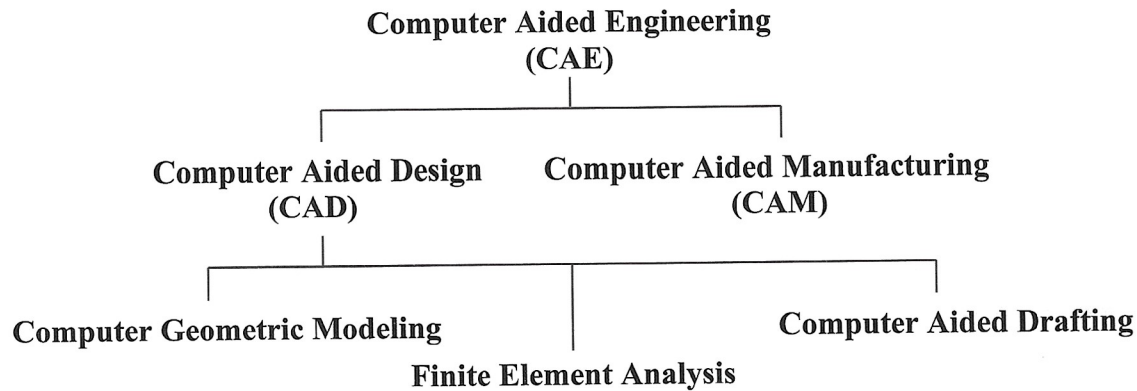 Computer Aided Engineering
(CAE)
Computer Aided Design
(CAD)
Computer Aided Manufacturing
(CAM)
Computer Geometric Modeling
Finite Element Analysis
Computer Aided Drafting